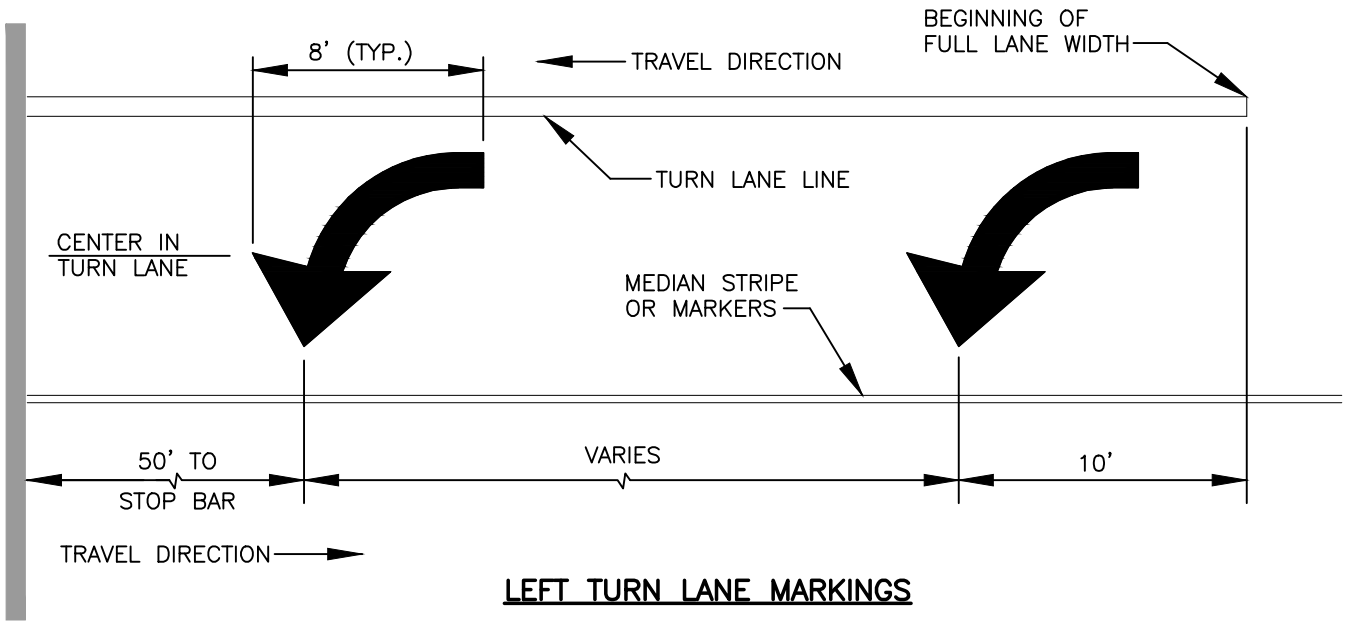 BEGINNING OF
FULL LANE WIDTH
8' (TYP.)
TRAVEL DIRECTION
TURN LANE LINE
CENTER IN
TURN LANE
MEDIAN STRIPE
OR MARKERS
50' TO
STOP BAR
VARIES
10'
TRAVEL DIRECTION
LEFT TURN LANE MARKINGS